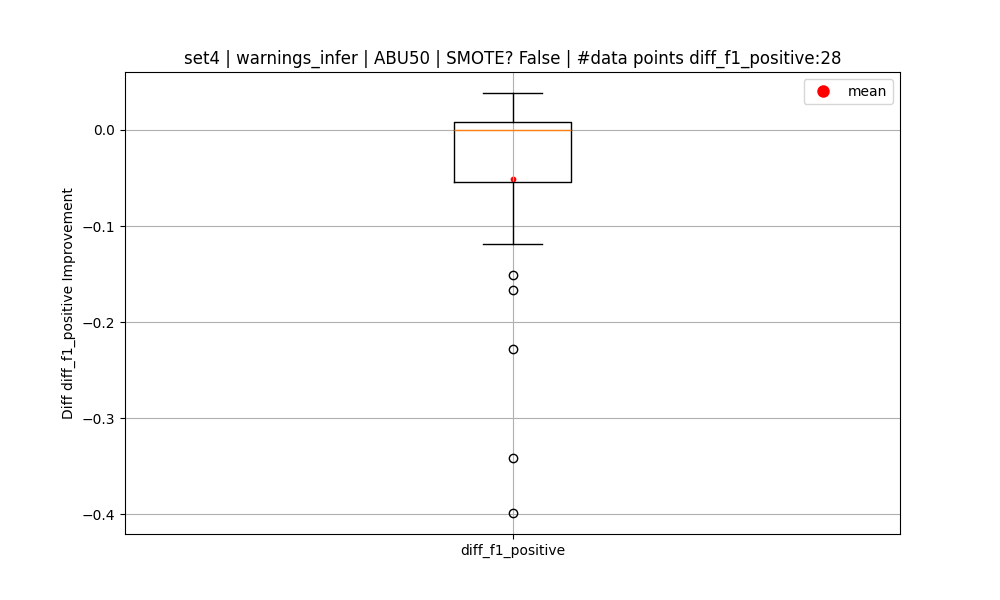 set4 | warnings_infer | ABU50 | SMOTE? False | #data points diff_f1_positive:28
mean
0.0
−0.1
−0.2
−0.3
−0.4
Diff diff_f1_positive Improvement
diff_f1_positive